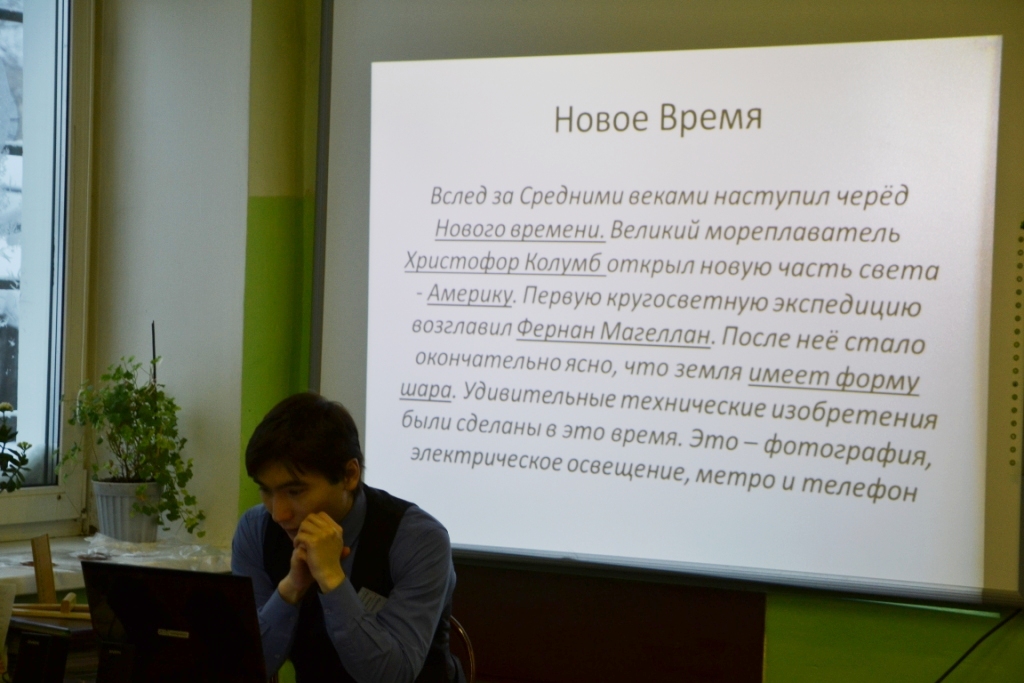 Новое Время
Вслед за Средними веками наступил черёд
Нового времени. Великий мореплаватель
Христофор Колумб открыл новую часть света
- Америку. Первую кругосветную экспедицию
возглавил Фернан Магеллан. После неё стало
окончательно ясно, что земля имеет форму
шара. Удивительные технические изобретения
были сделаны в это время. Это – фотография,
электрическое освещение, метро и телефон